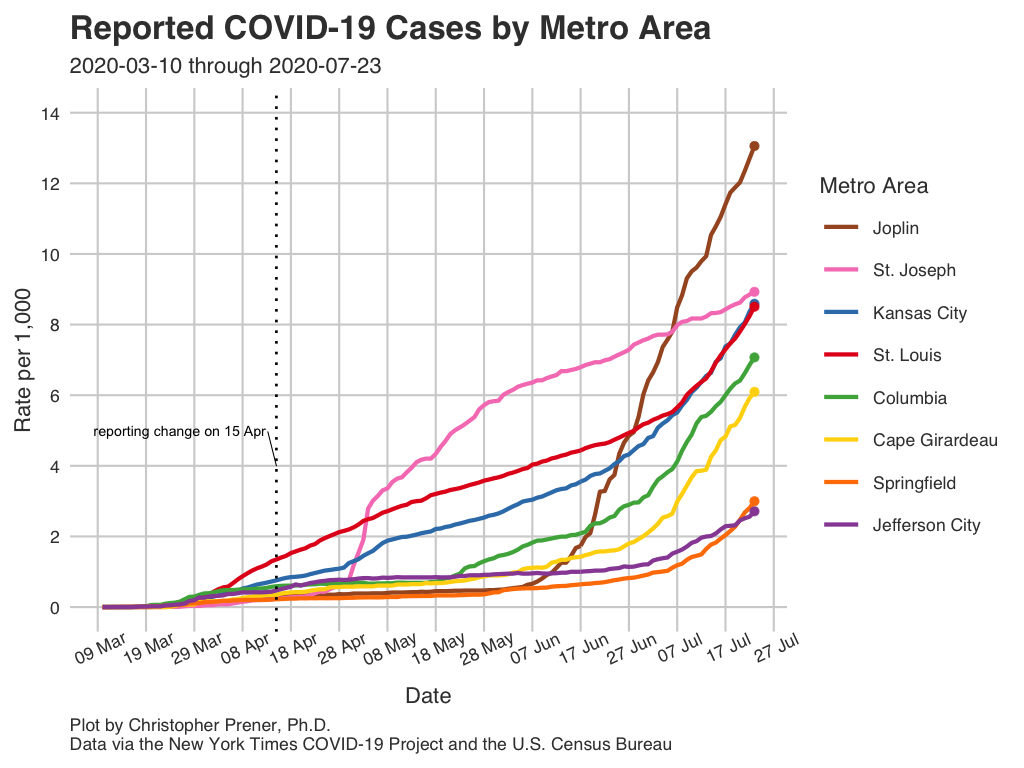 Reported COVID-19 Cases by Metro Area
2020-03-10 through 2020-07-23
Rate per 1,000
14
12
10
8
6
4
2
0
reporting change on 15 Apr
09 Mar
19 Mar
29 Mar
08 Apr
18 Apr
28 Apr
08 May
18 May
28 May
07 Jun
17 Jun
27 Jun
07 Jul
17 Jul
27 Jul
Date
Metro Area
Joplin
St. Joseph
Kansas City
St. Louis
Columbia
Cape Girardeau
Springfield
Jefferson City
Plot by Christopher Prener, Ph.D.
Data via the New York Times COVID-19 Project and the U.S. Census Bureau